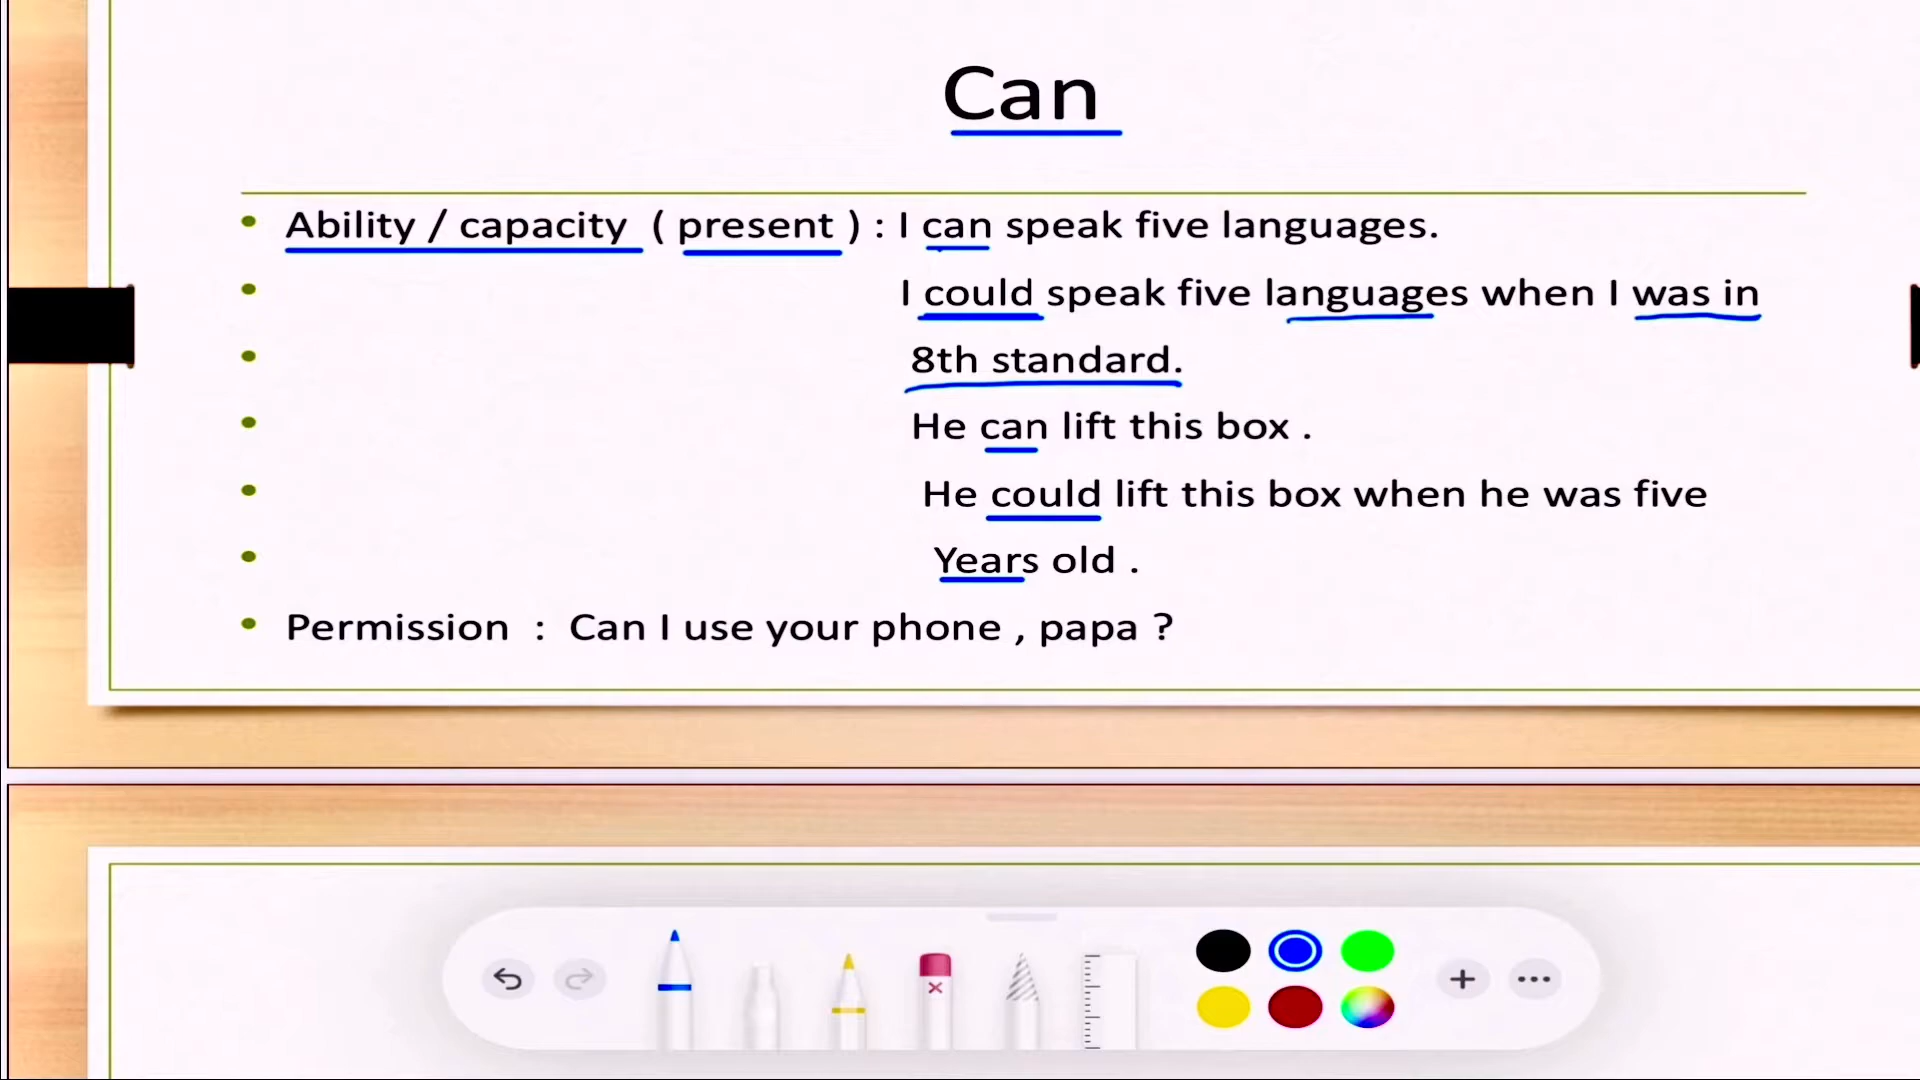 Can
• Ability / capacity ( present ) : I can speak five languages.
• I could speak five languages when I was in
• 8th standard.
• He can lift this box .
• He could lift this box when he was five
• Years old .
• Permission : Can I use your phone , papa ?